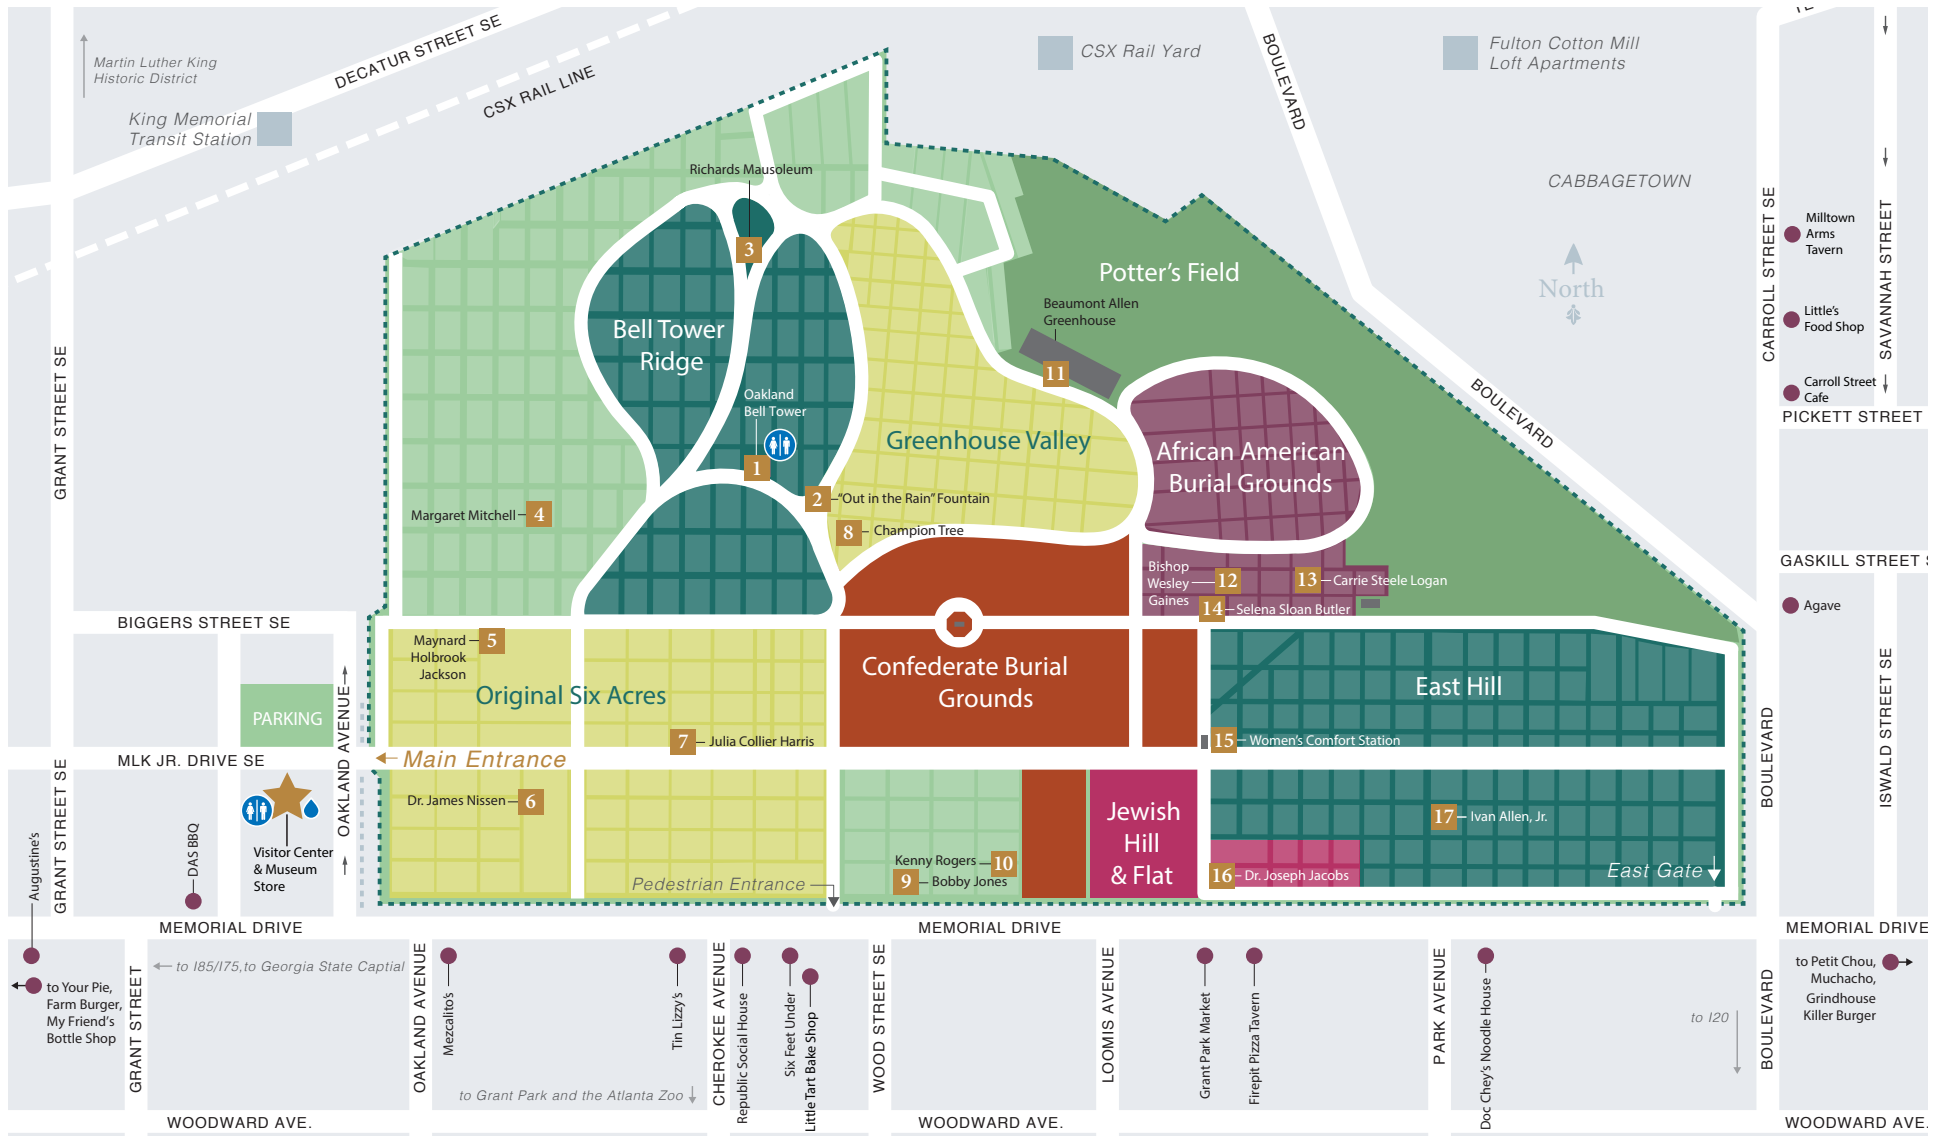 Martin Luther King
Historic District
DECATUR STREET SE
CSX RAIL LINE
King Memorial
Transit Station
CSX Rail Yard
BOULEVARD
Fulton Cotton Mill
Loft Apartments
CABBAGETOWN
North
CARROLL STREET SE
SAVANNAH STREET
Milltown
Arms
Tavern
Little's
Food Shop
Carroll Street
Cafe
PICKETT STREET
BOULEVARD
GASKILL STREET
Agave
ISWALD STREET SE
BOULEVARD
GRANT STREET SE
Richards Mausoleum
3
Bell Tower
Ridge
Oakland
Bell Tower
1
Potter's Field
Beaumont Allen
Greenhouse
11
Greenhouse Valley
African American
Burial Grounds
2
"Out in the Rain" Fountain
8
Champion Tree
Margaret Mitchell
4
Bishop
Wesley
Gaines
12
13
Carrie Steele Logan
14
Selena Sloan Butler
BIGGERS STREET SE
Maynard
Holbrook
Jackson
5
Original Six Acres
Confederate Burial
Grounds
East Hill
PARKING
OAKLAND AVENUE
7
Julia Collier Harris
15
Women's Comfort Station
MLK JR. DRIVE SE
Main Entrance
GRANT STREET SE
Dr. James Nissen
6
Jewish
Hill
& Flat
17
Ivan Allen, Jr.
Augustine's
DAS BBQ
Visitor Center
& Museum
Store
Kenny Rogers
10
9
Bobby Jones
16
Dr. Joseph Jacobs
East Gate
Pedestrian Entrance
MEMORIAL DRIVE
MEMORIAL DRIVE
MEMORIAL DRIVE
to I85/I75,to Georgia State Captial
to Your Pie,
Farm Burger,
My Friend's
Bottle Shop
GRANT STREET
OAKLAND AVENUE
Mezcalito's
Tin Lizzy's
CHEROKEE AVENUE
Republic Social House
Six Feet Under
Little Tart Bake Shop
WOOD STREET SE
LOOMIS AVENUE
Grant Park Market
Firepit Pizza Tavern
PARK AVENUE
Doc Chey's Noodle House
to I20
BOULEVARD
to Petit Chou,
Muchacho,
Grindhouse
Killer Burger
to Grant Park and the Atlanta Zoo
WOODWARD AVE.
WOODWARD AVE.
WOODWARD AVE.